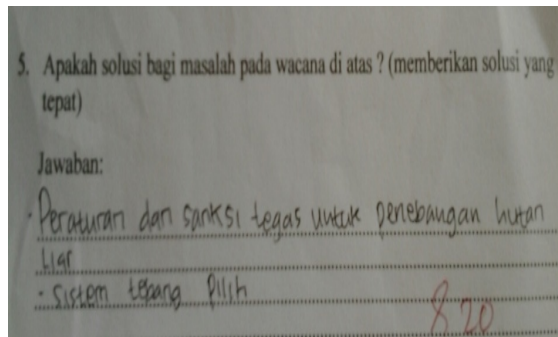 5. Apakah solusi bagi masalah pada wacana di atas ? (memberikan solusi yang
tepat)
Jawaban:
· Peraturan dan sanksi tegas untuk penebangan hutan
Liar
· Sistem tebang pilih
8 20